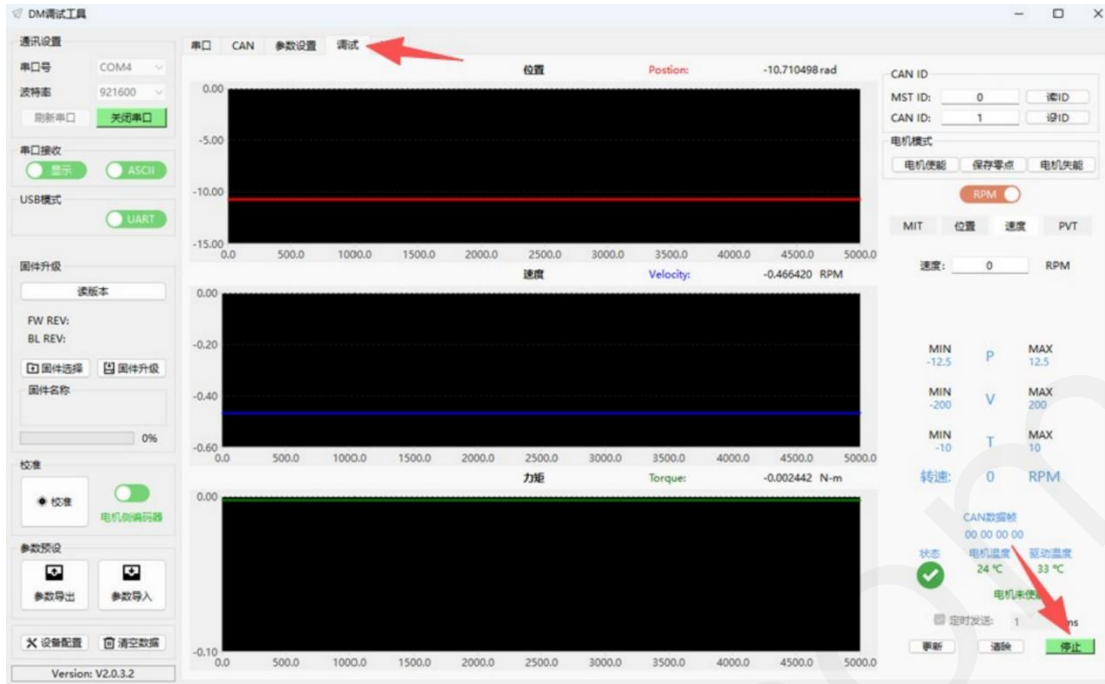 DM调试工具
通讯设置
串口号 COM4
波特率 921600
刷新串口 关闭串口
串口接收
显示 ASCII
USB模式
UART
固件升级
读版本
FW REV:
BL REV:
固件选择 固件升级
固件名称
0%
校准
校准
电机侧编码器
参数预设
参数导出 参数导入
设备配置 清空数据
Version: V2.0.3.2
串口 CAN 参数设置 调试
位置 Postion: -10.710498 rad
0.00
-5.00
-10.00
-15.00
0.0 500.0 1000.0 1500.0 2000.0 2500.0 3000.0 3500.0 4000.0 4500.0 5000.0
速度 Velocity: -0.466420 RPM
0.00
-0.20
-0.40
-0.60
0.0 500.0 1000.0 1500.0 2000.0 2500.0 3000.0 3500.0 4000.0 4500.0 5000.0
力矩 Torque: -0.002442 N-m
0.00
-0.10
0.0 500.0 1000.0 1500.0 2000.0 2500.0 3000.0 3500.0 4000.0 4500.0 5000.0
CAN ID
MST ID: 0 读ID
CAN ID: 1 设ID
电机模式
电机使能 保存零点 电机失能
RPM
MIT 位置 速度 PVT
速度: 0 RPM
MIN P MAX
-12.5 12.5
MIN V MAX
-200 200
MIN T MAX
-10 10
转速: 0 RPM
CAN数据帧
00 00 00 00
状态 电机温度 驱动温度
24 ℃ 33 ℃
电机未使
定时发送: 1 ms
更新 清除 停止